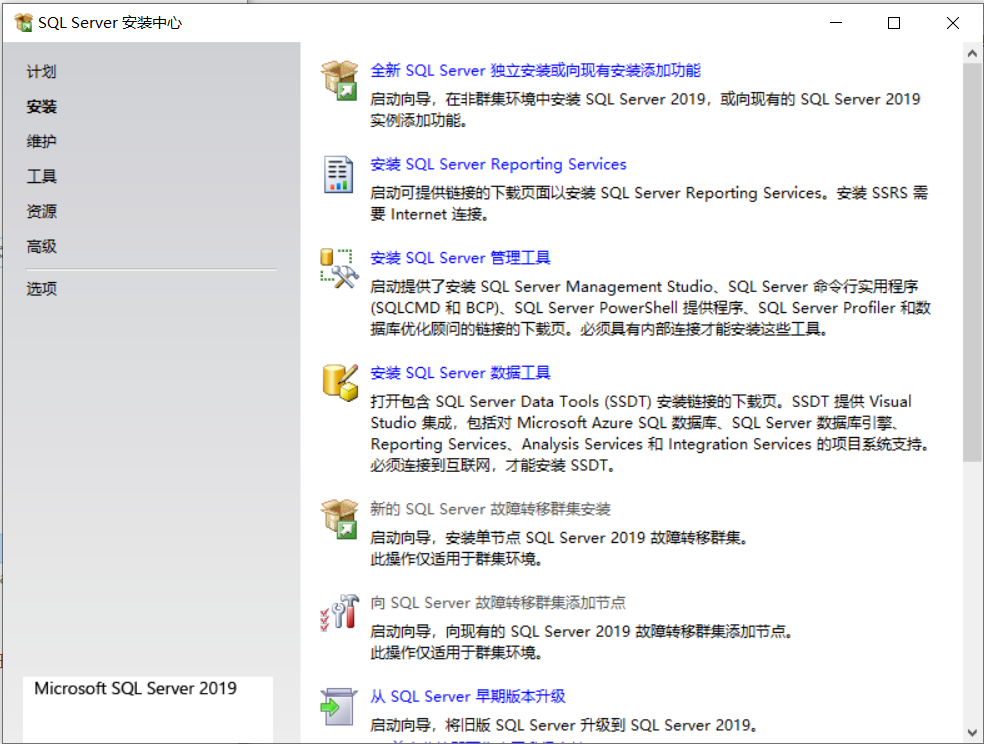 SQL Server 安装中心
计划
安装
维护
工具
资源
高级
选项
Microsoft SQL Server 2019
全新 SQL Server 独立安装或向现有安装添加功能
启动向导，在非群集环境中安装 SQL Server 2019，或向现有的 SQL Server 2019
实例添加功能。
安装 SQL Server Reporting Services
启动可提供链接的下载页面以安装 SQL Server Reporting Services。安装 SSRS 需
要 Internet 连接。
安装 SQL Server 管理工具
启动提供了安装 SQL Server Management Studio、SQL Server 命令行实用程序
(SQLCMD 和 BCP)、SQL Server PowerShell 提供程序、SQL Server Profiler 和数
据库优化顾问的链接的下载页。必须具有内部连接才能安装这些工具。
安装 SQL Server 数据工具
打开包含 SQL Server Data Tools (SSDT) 安装链接的下载页。SSDT 提供 Visual
Studio 集成，包括对 Microsoft Azure SQL 数据库、SQL Server 数据库引擎、
Reporting Services、Analysis Services 和 Integration Services 的项目系统支持。
必须连接到互联网，才能安装 SSDT。
新的 SQL Server 故障转移群集安装
启动向导，安装单节点 SQL Server 2019 故障转移群集。
此操作仅适用于群集环境。
向 SQL Server 故障转移群集添加节点
启动向导，向现有的 SQL Server 2019 故障转移群集添加节点。
此操作仅适用于群集环境。
从 SQL Server 早期版本升级
启动向导，将旧版 SQL Server 升级到 SQL Server 2019。